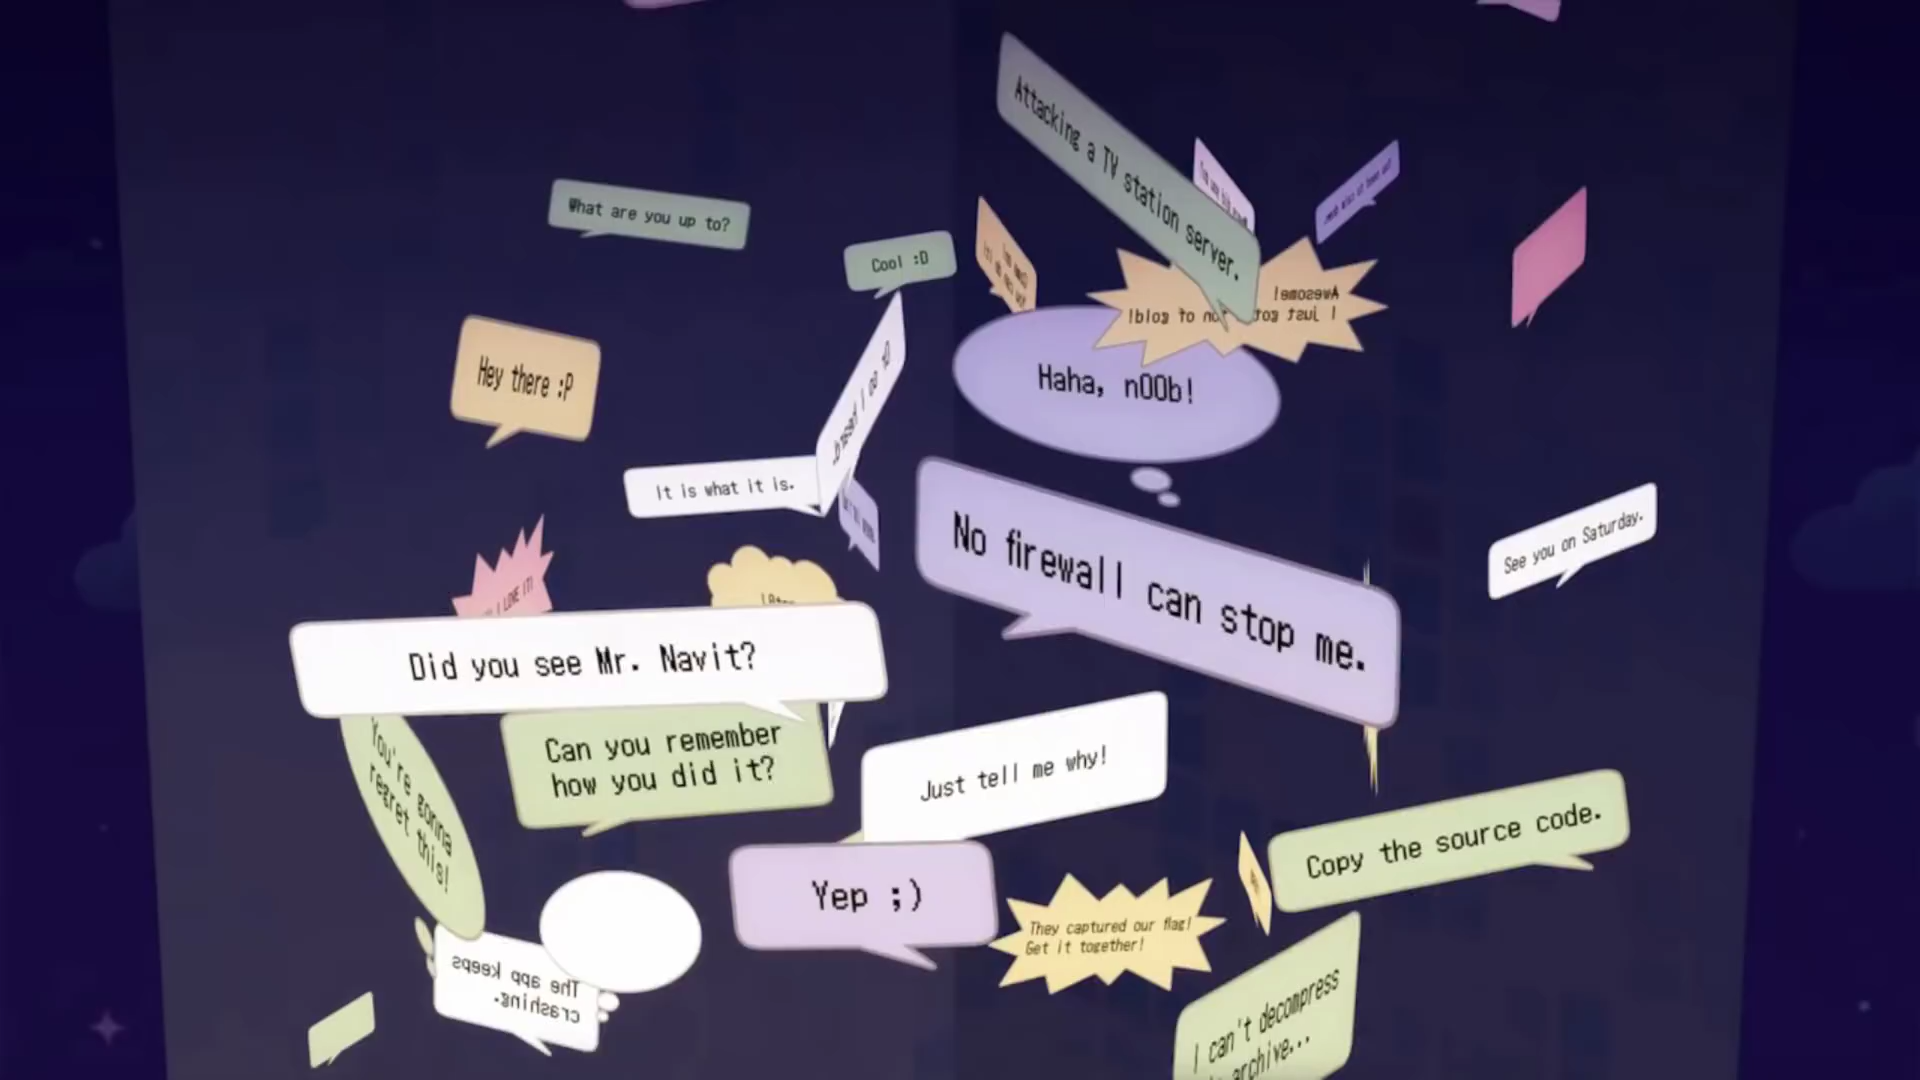 Attacking a TV station server.
What are you up to?
Cool :D
Awesome!
Hey there :P
Haha, n00b!
It is what it is.
No firewall can stop me.
See you on Saturday.
I LOVE IT!
Did you see Mr. Navit?
You're gonna
regret this!
Can you remember
how you did it?
Just tell me why!
Copy the source code.
Yep ;)
They captured our flag!
Get it together!
The app keeps
crashing.
I can't decompress
archive...